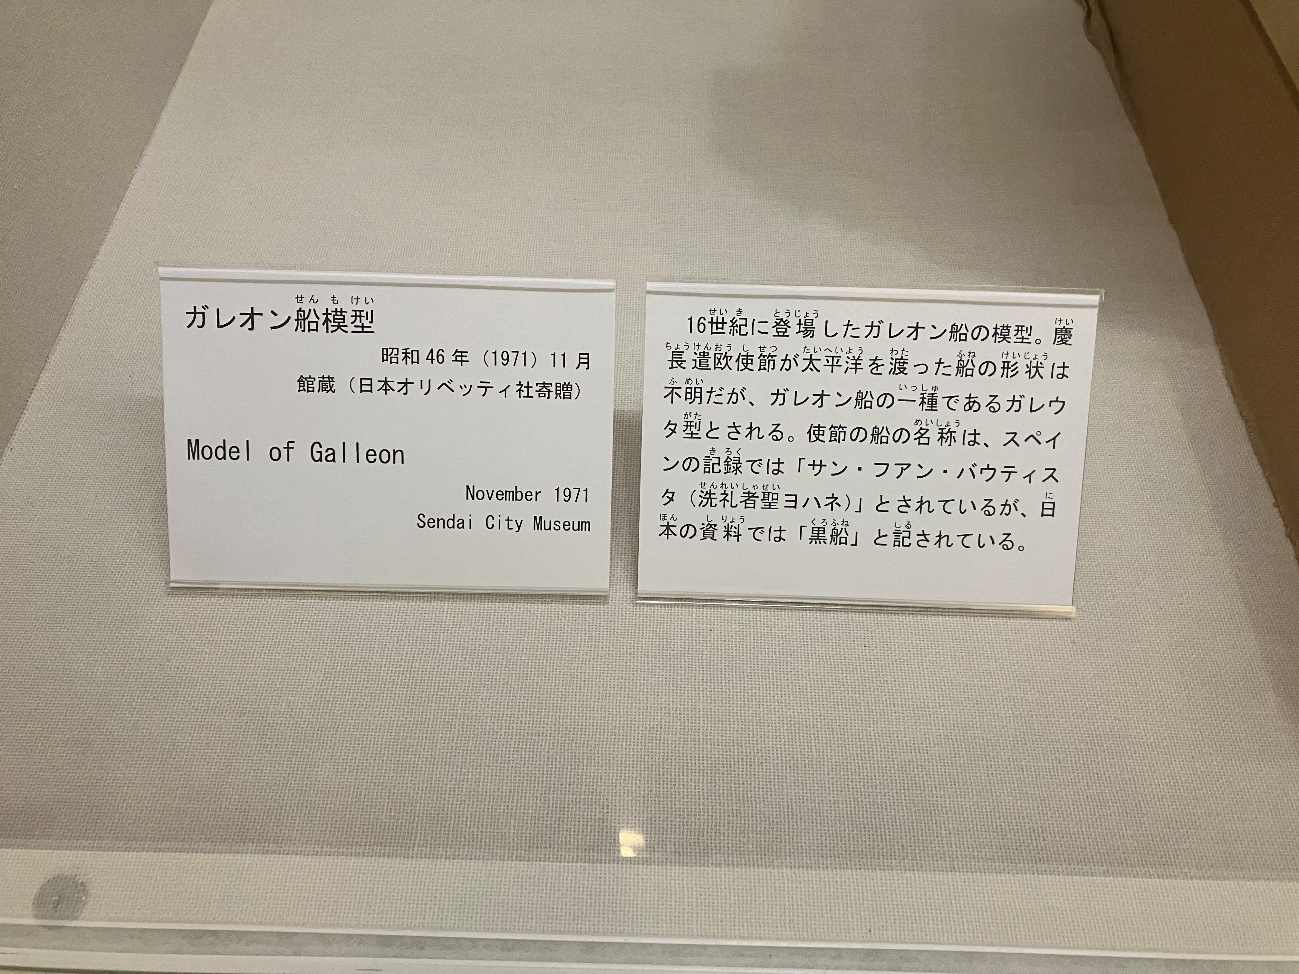 ガレオン船模型
昭和46年（1971）11月
館蔵（日本オリベッティ社寄贈）
Model of Galleon
November 1971
Sendai City Museum
16世紀に登場したガレオン船の模型。慶
長遣欧使節が太平洋を渡った船の形状は
不明だが、ガレオン船の一種であるガレウ
タ型とされる。使節の船の名称は、スペイ
ンの記録では「サン・フアン・バウティス
タ（洗礼者聖ヨハネ）」とされているが、日
本の資料では「黒船」と記されている。